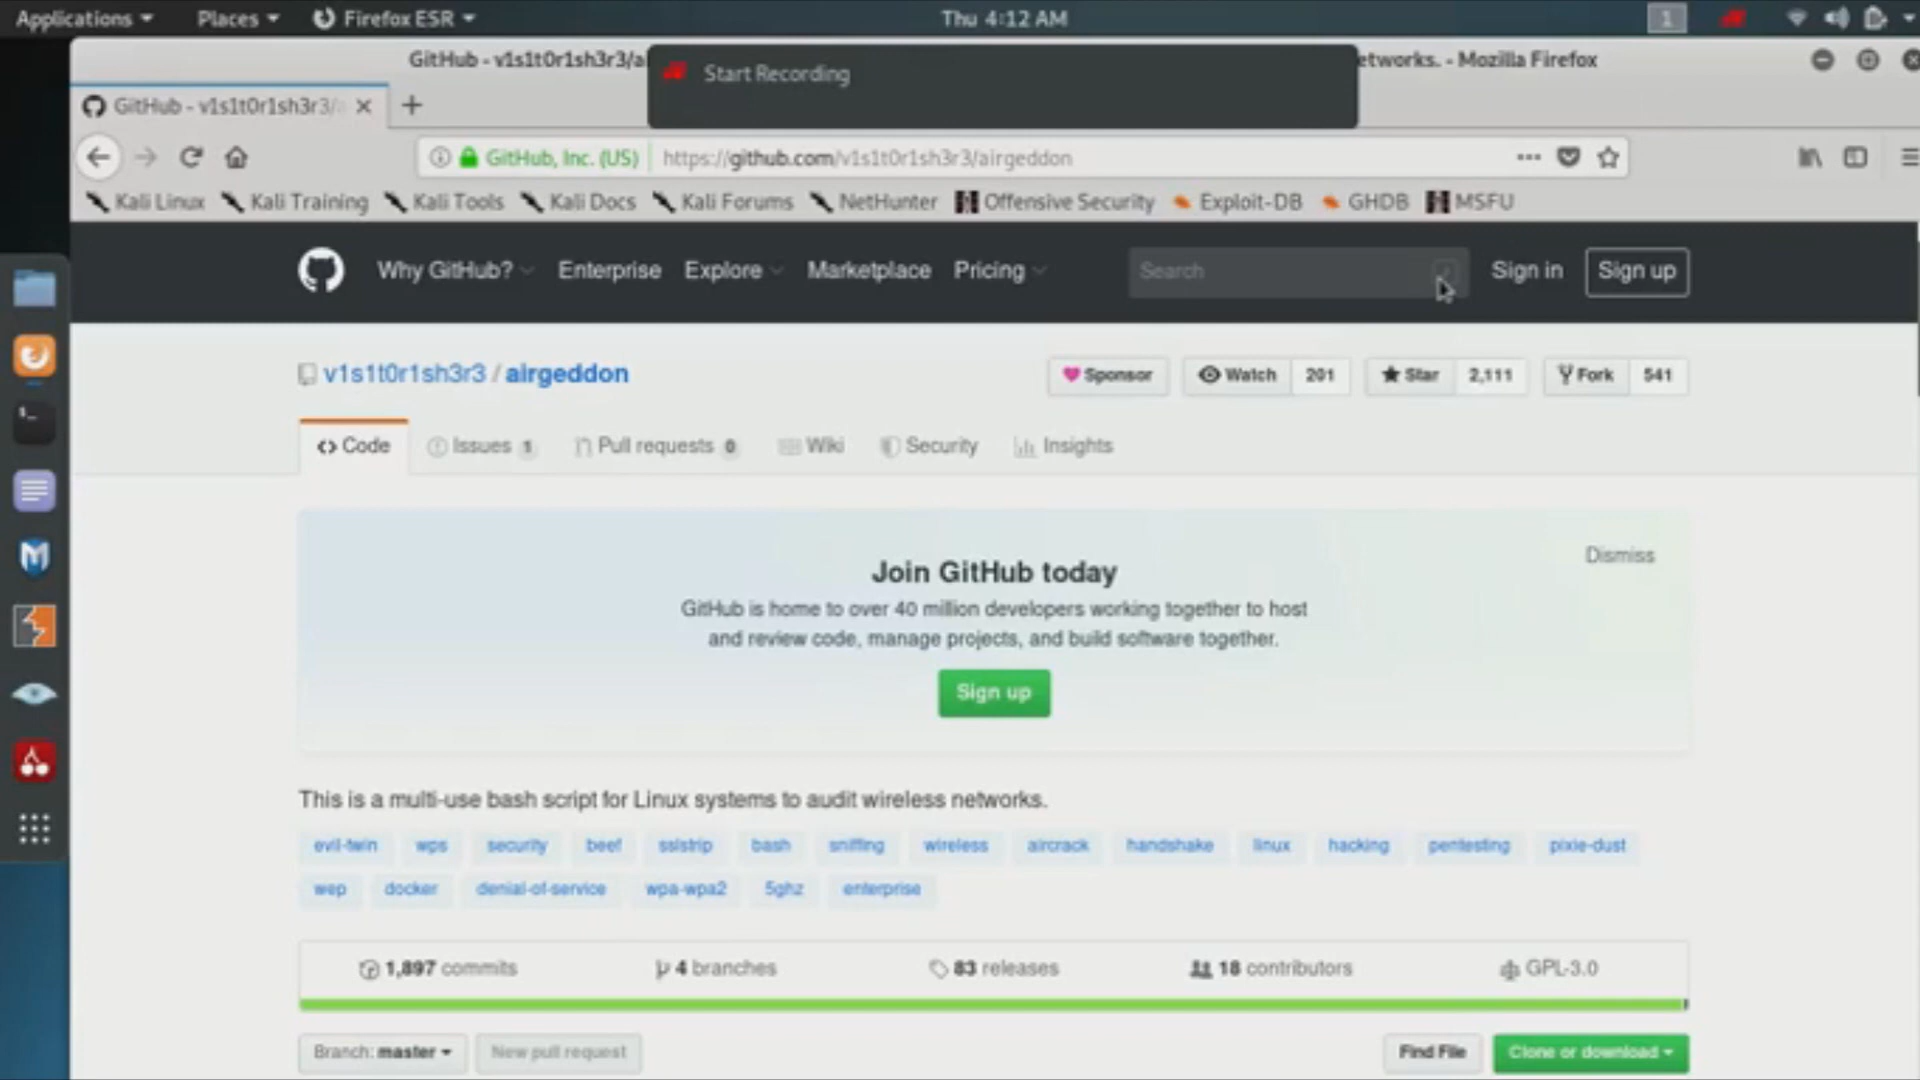 Applications Places Firefox ESR Thu 4:12 AM 1
GitHub - v1s1t0r1sh3r3/ai etworks. - Mozilla Firefox
Start Recording
GitHub - v1s1t0r1sh3r3/a
GitHub, Inc. (US) https://github.com/v1s1t0r1sh3r3/airgeddon
Kali Linux Kali Training Kali Tools Kali Docs Kali Forums NetHunter Offensive Security Exploit-DB GHDB MSFU
Why GitHub? Enterprise Explore Marketplace Pricing Search Sign in Sign up
v1s1t0r1sh3r3 / airgeddon Sponsor Watch 201 Star 2,111 Fork 541
Code Issues 1 Pull requests 0 Wiki Security Insights
Join GitHub today
Dismiss
GitHub is home to over 40 million developers working together to host
and review code, manage projects, and build software together.
Sign up
This is a multi-use bash script for Linux systems to audit wireless networks.
evil-twin wps security beef sslstrip bash sniffing wireless aircrack handshake linux hacking pentesting pixie-dust
wep docker denial-of-service wpa-wpa2 5ghz enterprise
1,897 commits 4 branches 83 releases 18 contributors GPL-3.0
Branch: master New pull request Find File Clone or download